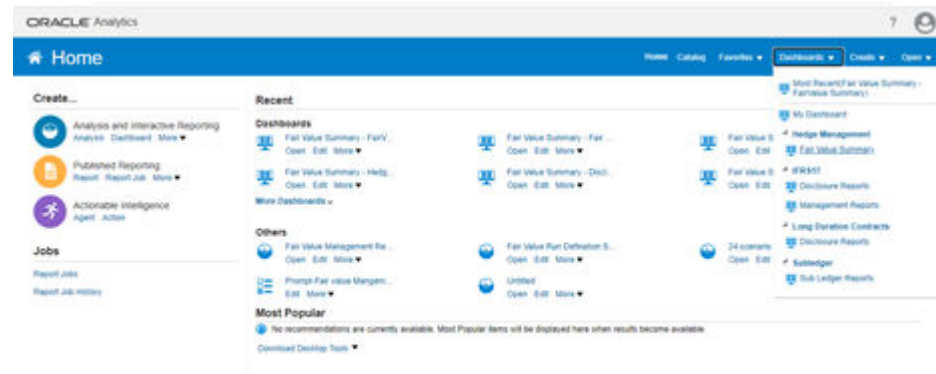 ORACLE Analytics
?
Home
Home Catalog Favorites Dashboards Create Open
Create...
Analysis and Interactive Reporting
Analysis Dashboard More
Published Reporting
Report Report Job More
Actionable Intelligence
Agent Action
Jobs
Report Jobs
Report Job History
Recent
Dashboards
Fair Value Summary - FairV...
Open Edit More
Fair Value Summary - Fair ...
Open Edit More
Fair Value S
Open Edit
Fair Value Summary - Hedg...
Open Edit More
Fair Value Summary - Discl...
Open Edit More
Fair Value S
Open Edit
More Dashboards
Others
Fair Value Management Re...
Open Edit More
Fair Value Run Defination S...
Open Edit More
24 scenario
Open Edit
Prompt-Fair value Mangem...
Edit More
Untitled
Open Edit More
Most Popular
No recommendations are currently available. Most Popular items will be displayed here when results become available
Download Desktop Tools
Most Recent(Fair Value Summary -
FairValue Summary)
My Dashboard
Hedge Management
Fair Value Summary
IFRS17
Disclosure Reports
Management Reports
Long Duration Contracts
Disclosure Reports
Subledger
Sub Ledger Reports